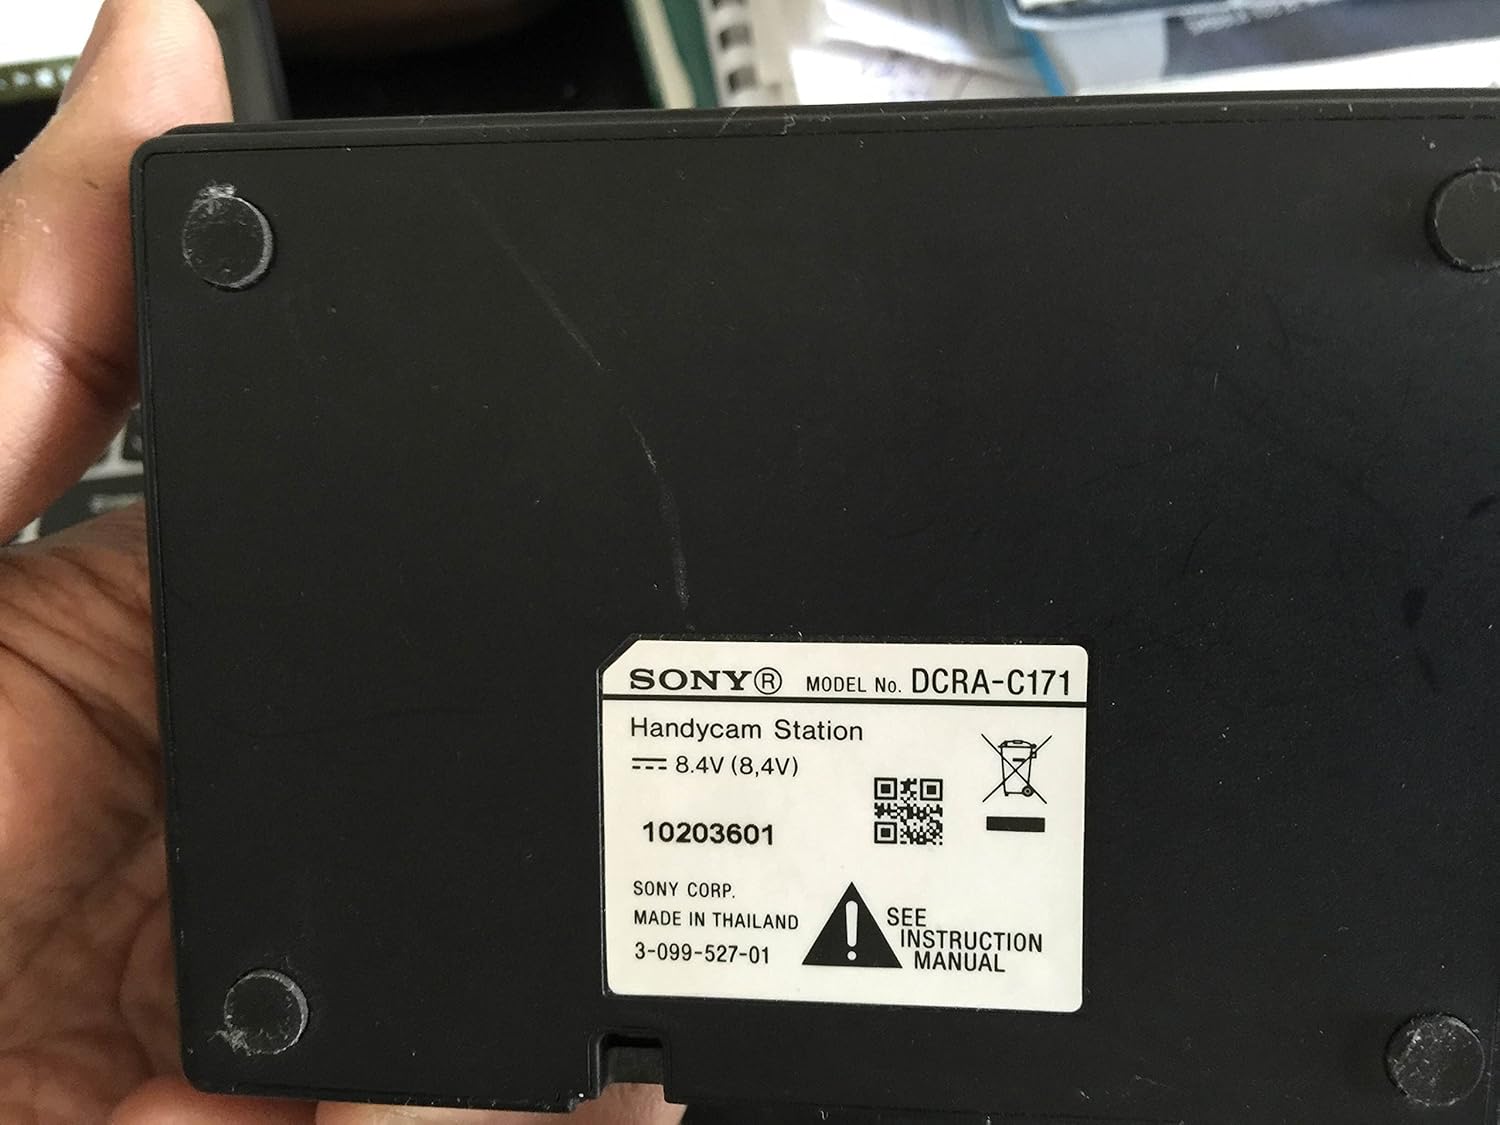 SONY® MODEL No. DCRA-C171
Handycam Station
8.4V (8,4V)
10203601
SONY CORP.
MADE IN THAILAND
3-099-527-01
SEE
INSTRUCTION
MANUAL